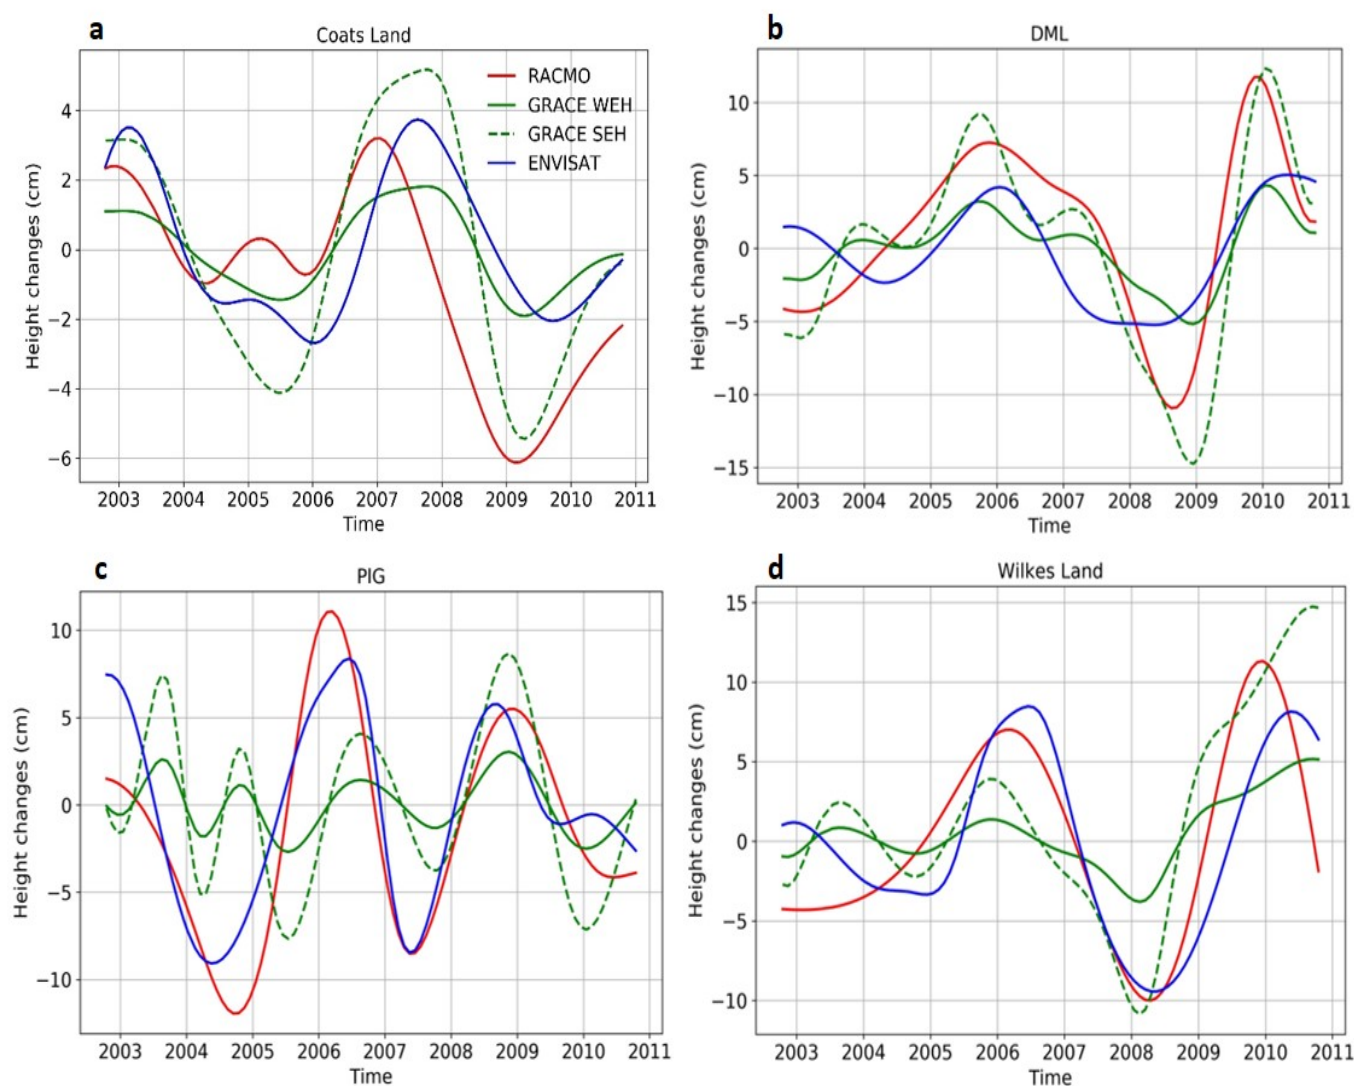 a
Coats Land
RACMO
GRACE WEH
GRACE SEH
ENVISAT
Height changes (cm)
4
2
0
−2
−4
−6
2003 2004 2005 2006 2007 2008 2009 2010 2011
Time
b
DML
Height changes (cm)
10
5
0
−5
−10
−15
2003 2004 2005 2006 2007 2008 2009 2010 2011
Time
c
PIG
Height changes (cm)
10
5
0
−5
−10
2003 2004 2005 2006 2007 2008 2009 2010 2011
Time
d
Wilkes Land
Height changes (cm)
15
10
5
0
−5
−10
2003 2004 2005 2006 2007 2008 2009 2010 2011
Time